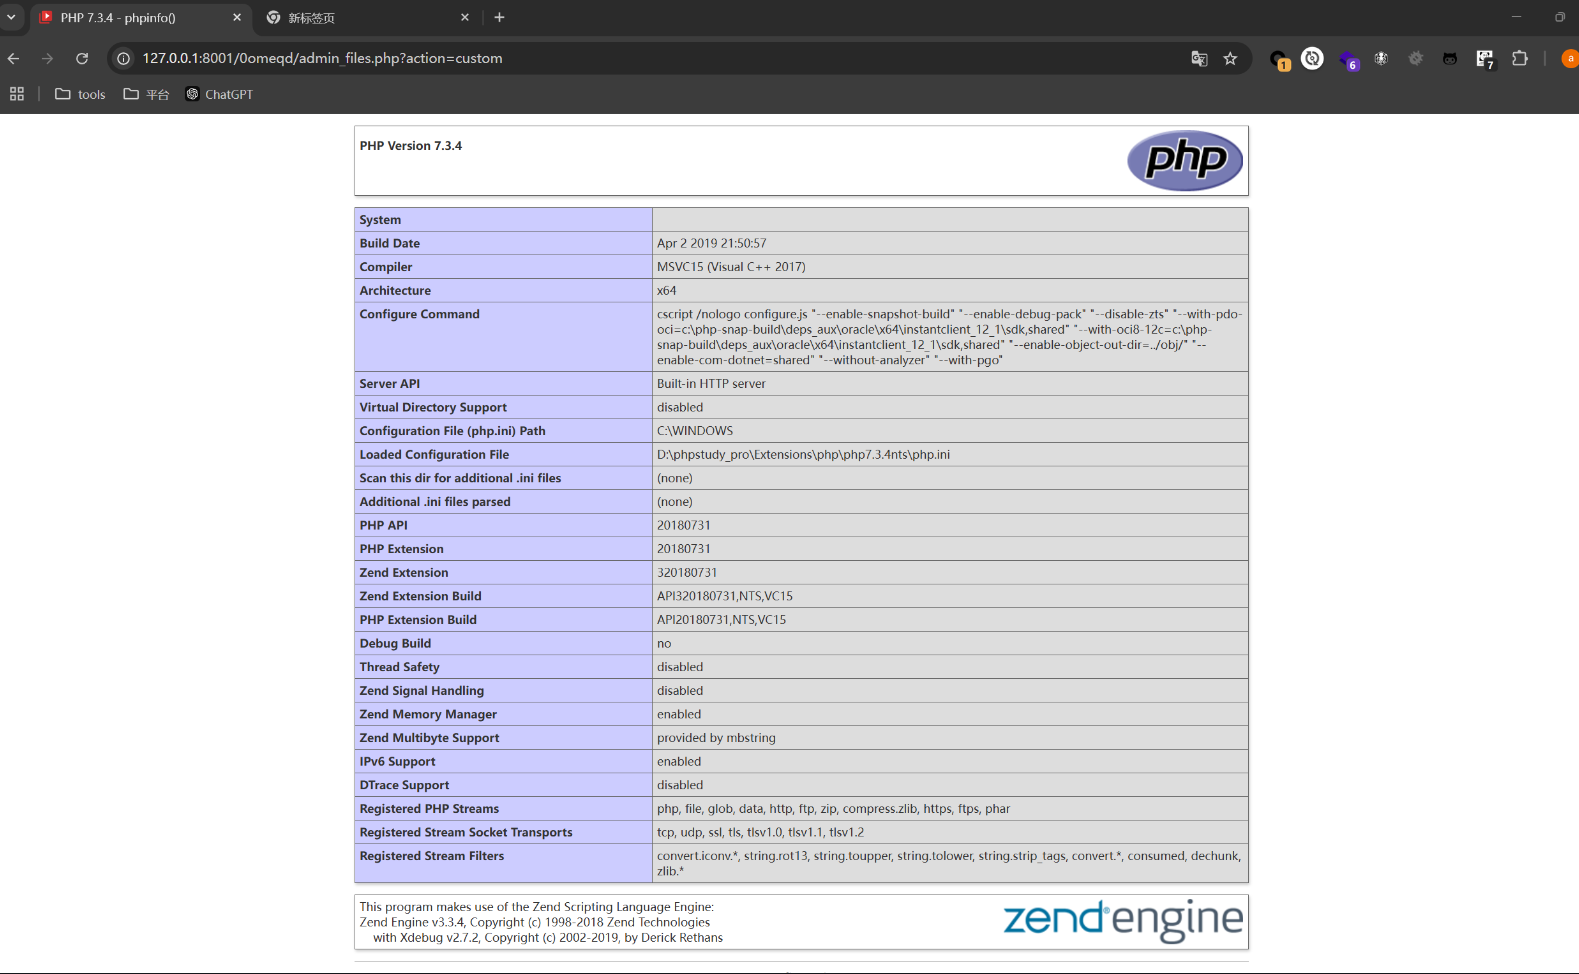 PHP 7.3.4 - phpinfo()
新标签页
127.0.0.1:8001/0omeqd/admin_files.php?action=custom
1
6
7
a
tools
平台
ChatGPT
PHP Version 7.3.4
php
System
Build Date Apr 2 2019 21:50:57
Compiler MSVC15 (Visual C++ 2017)
Architecture x64
Configure Command cscript /nologo configure.js "--enable-snapshot-build" "--enable-debug-pack" "--disable-zts" "--with-pdo-
oci=c:\php-snap-build\deps_aux\oracle\x64\instantclient_12_1\sdk,shared" "--with-oci8-12c=c:\php-
snap-build\deps_aux\oracle\x64\instantclient_12_1\sdk,shared" "--enable-object-out-dir=../obj/" "--
enable-com-dotnet=shared" "--without-analyzer" "--with-pgo"
Server API Built-in HTTP server
Virtual Directory Support disabled
Configuration File (php.ini) Path C:\WINDOWS
Loaded Configuration File D:\phpstudy_pro\Extensions\php\php7.3.4nts\php.ini
Scan this dir for additional .ini files (none)
Additional .ini files parsed (none)
PHP API 20180731
PHP Extension 20180731
Zend Extension 320180731
Zend Extension Build API320180731,NTS,VC15
PHP Extension Build API20180731,NTS,VC15
Debug Build no
Thread Safety disabled
Zend Signal Handling disabled
Zend Memory Manager enabled
Zend Multibyte Support provided by mbstring
IPv6 Support enabled
DTrace Support disabled
Registered PHP Streams php, file, glob, data, http, ftp, zip, compress.zlib, https, ftps, phar
Registered Stream Socket Transports tcp, udp, ssl, tls, tlsv1.0, tlsv1.1, tlsv1.2
Registered Stream Filters convert.iconv.*, string.rot13, string.toupper, string.tolower, string.strip_tags, convert.*, consumed, dechunk,
zlib.*
This program makes use of the Zend Scripting Language Engine:
Zend Engine v3.3.4, Copyright (c) 1998-2018 Zend Technologies
with Xdebug v2.7.2, Copyright (c) 2002-2019, by Derick Rethans
zend engine